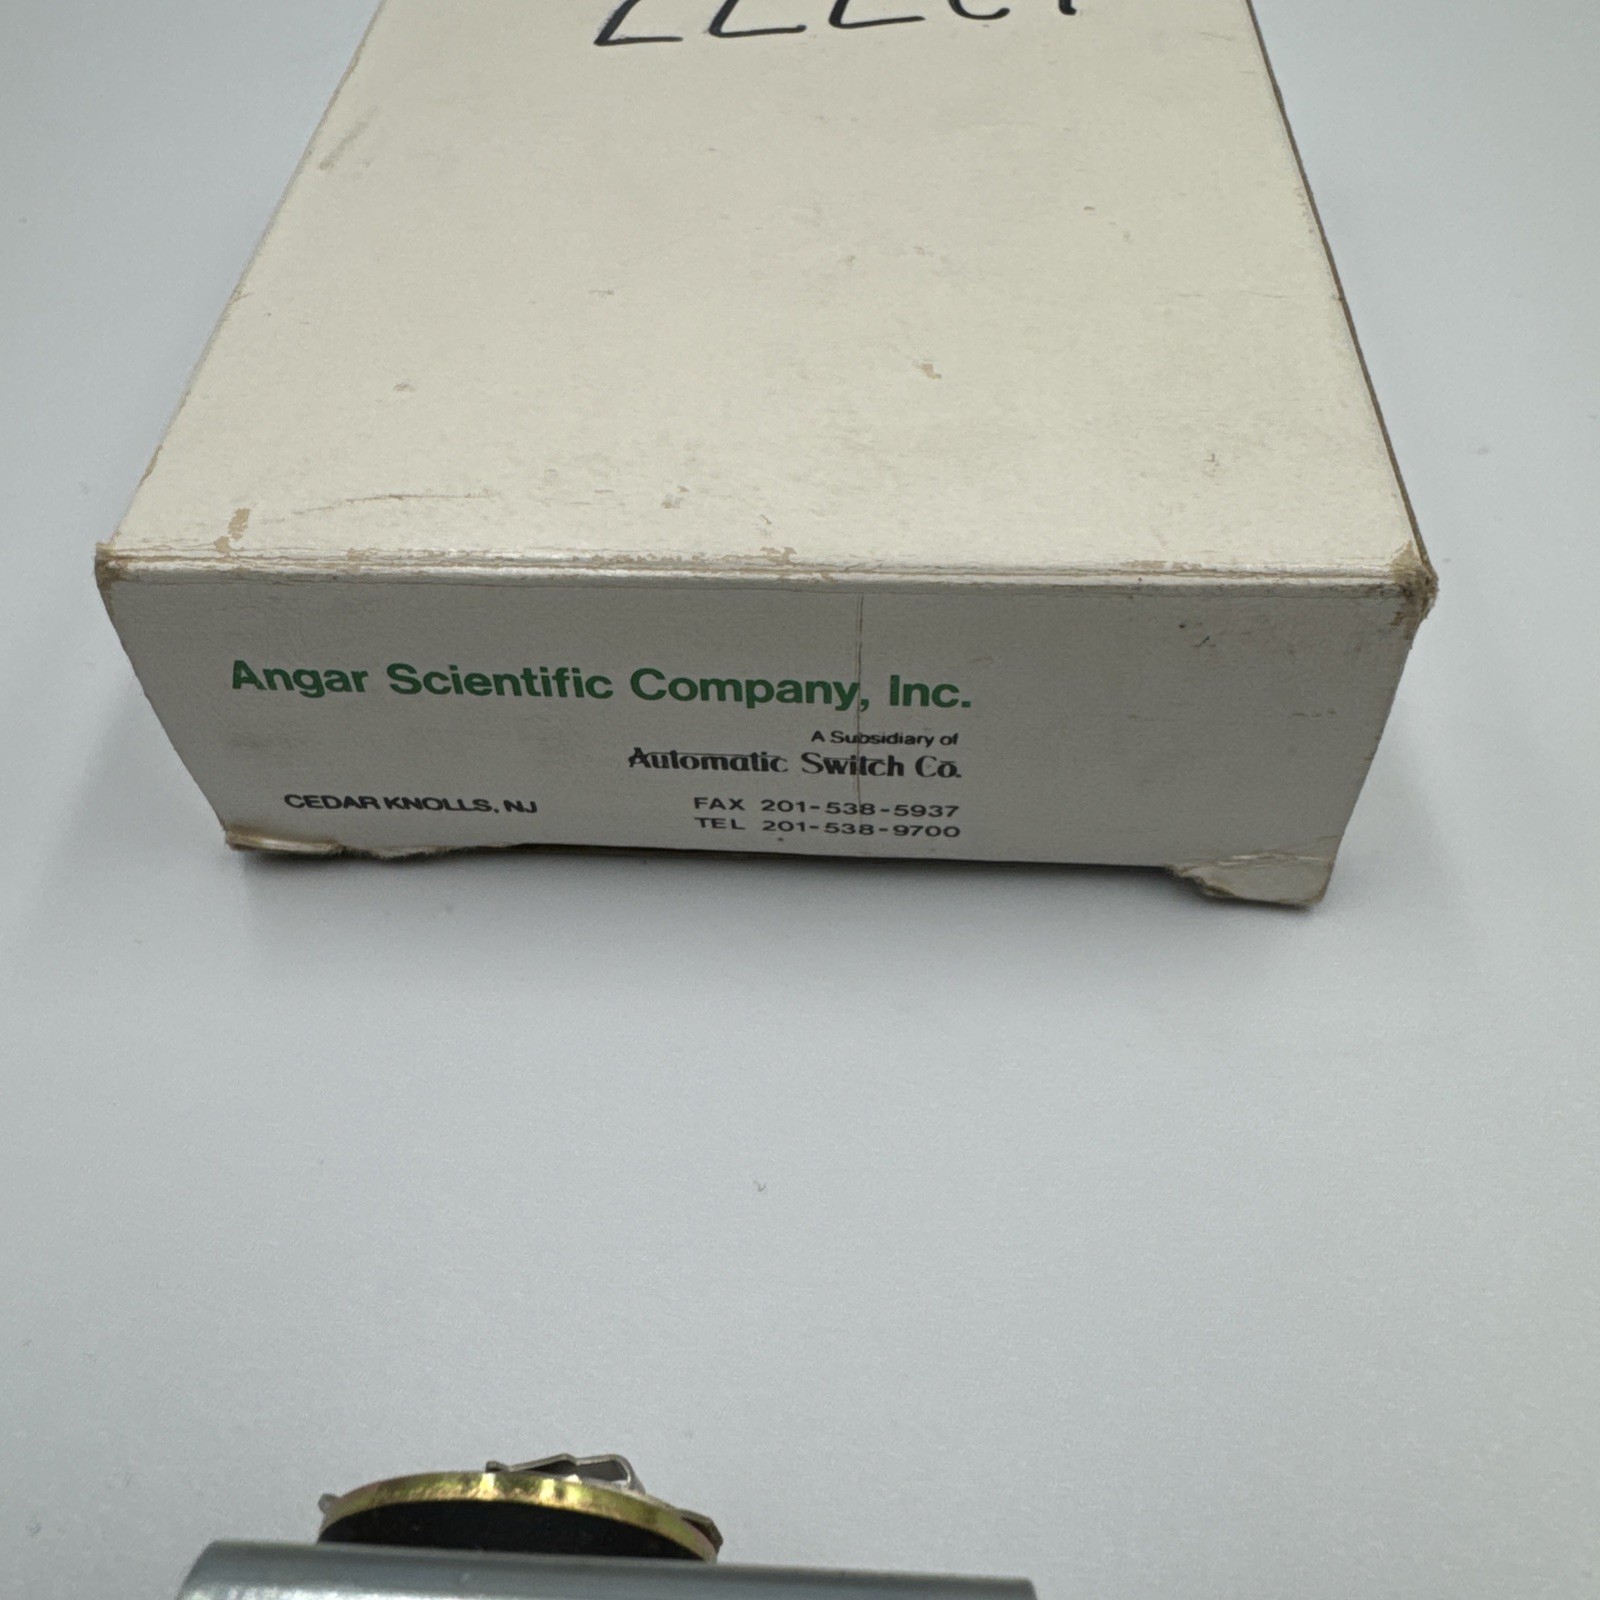 Angar Scientific Company, Inc.
A Subsidiary of
Automatic Switch Co.
CEDAR KNOLLS, NJ
FAX 201-538-5937
TEL 201-538-9700